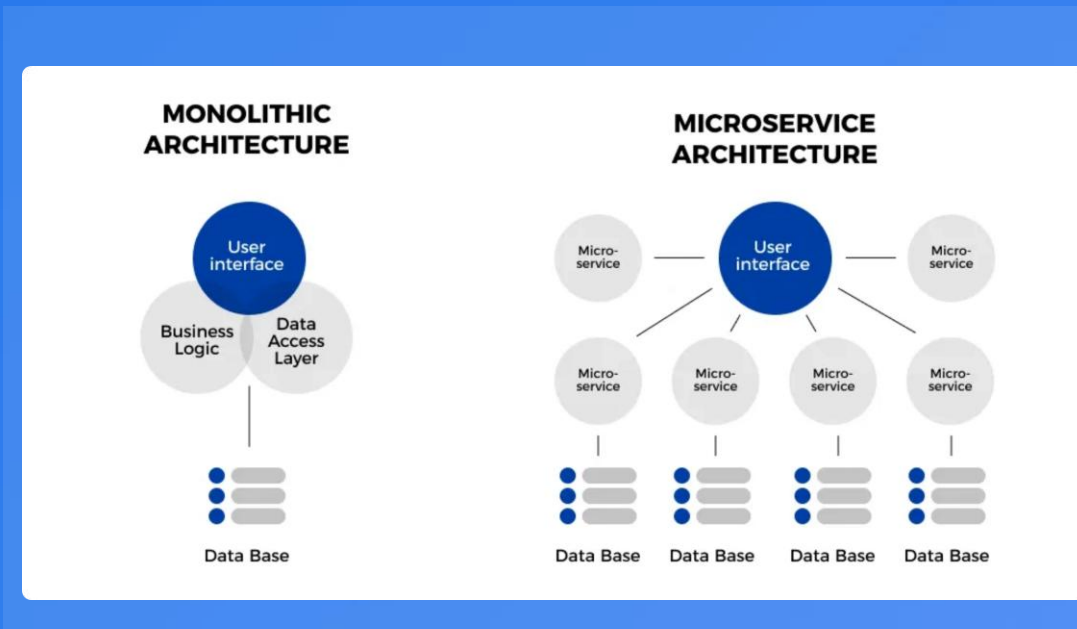 MONOLITHIC
ARCHITECTURE
User
interface
Business
Logic
Data
Access
Layer
Data Base
MICROSERVICE
ARCHITECTURE
Micro-
service
User
interface
Micro-
service
Micro-
service
Micro-
service
Micro-
service
Micro-
service
Data Base
Data Base
Data Base
Data Base